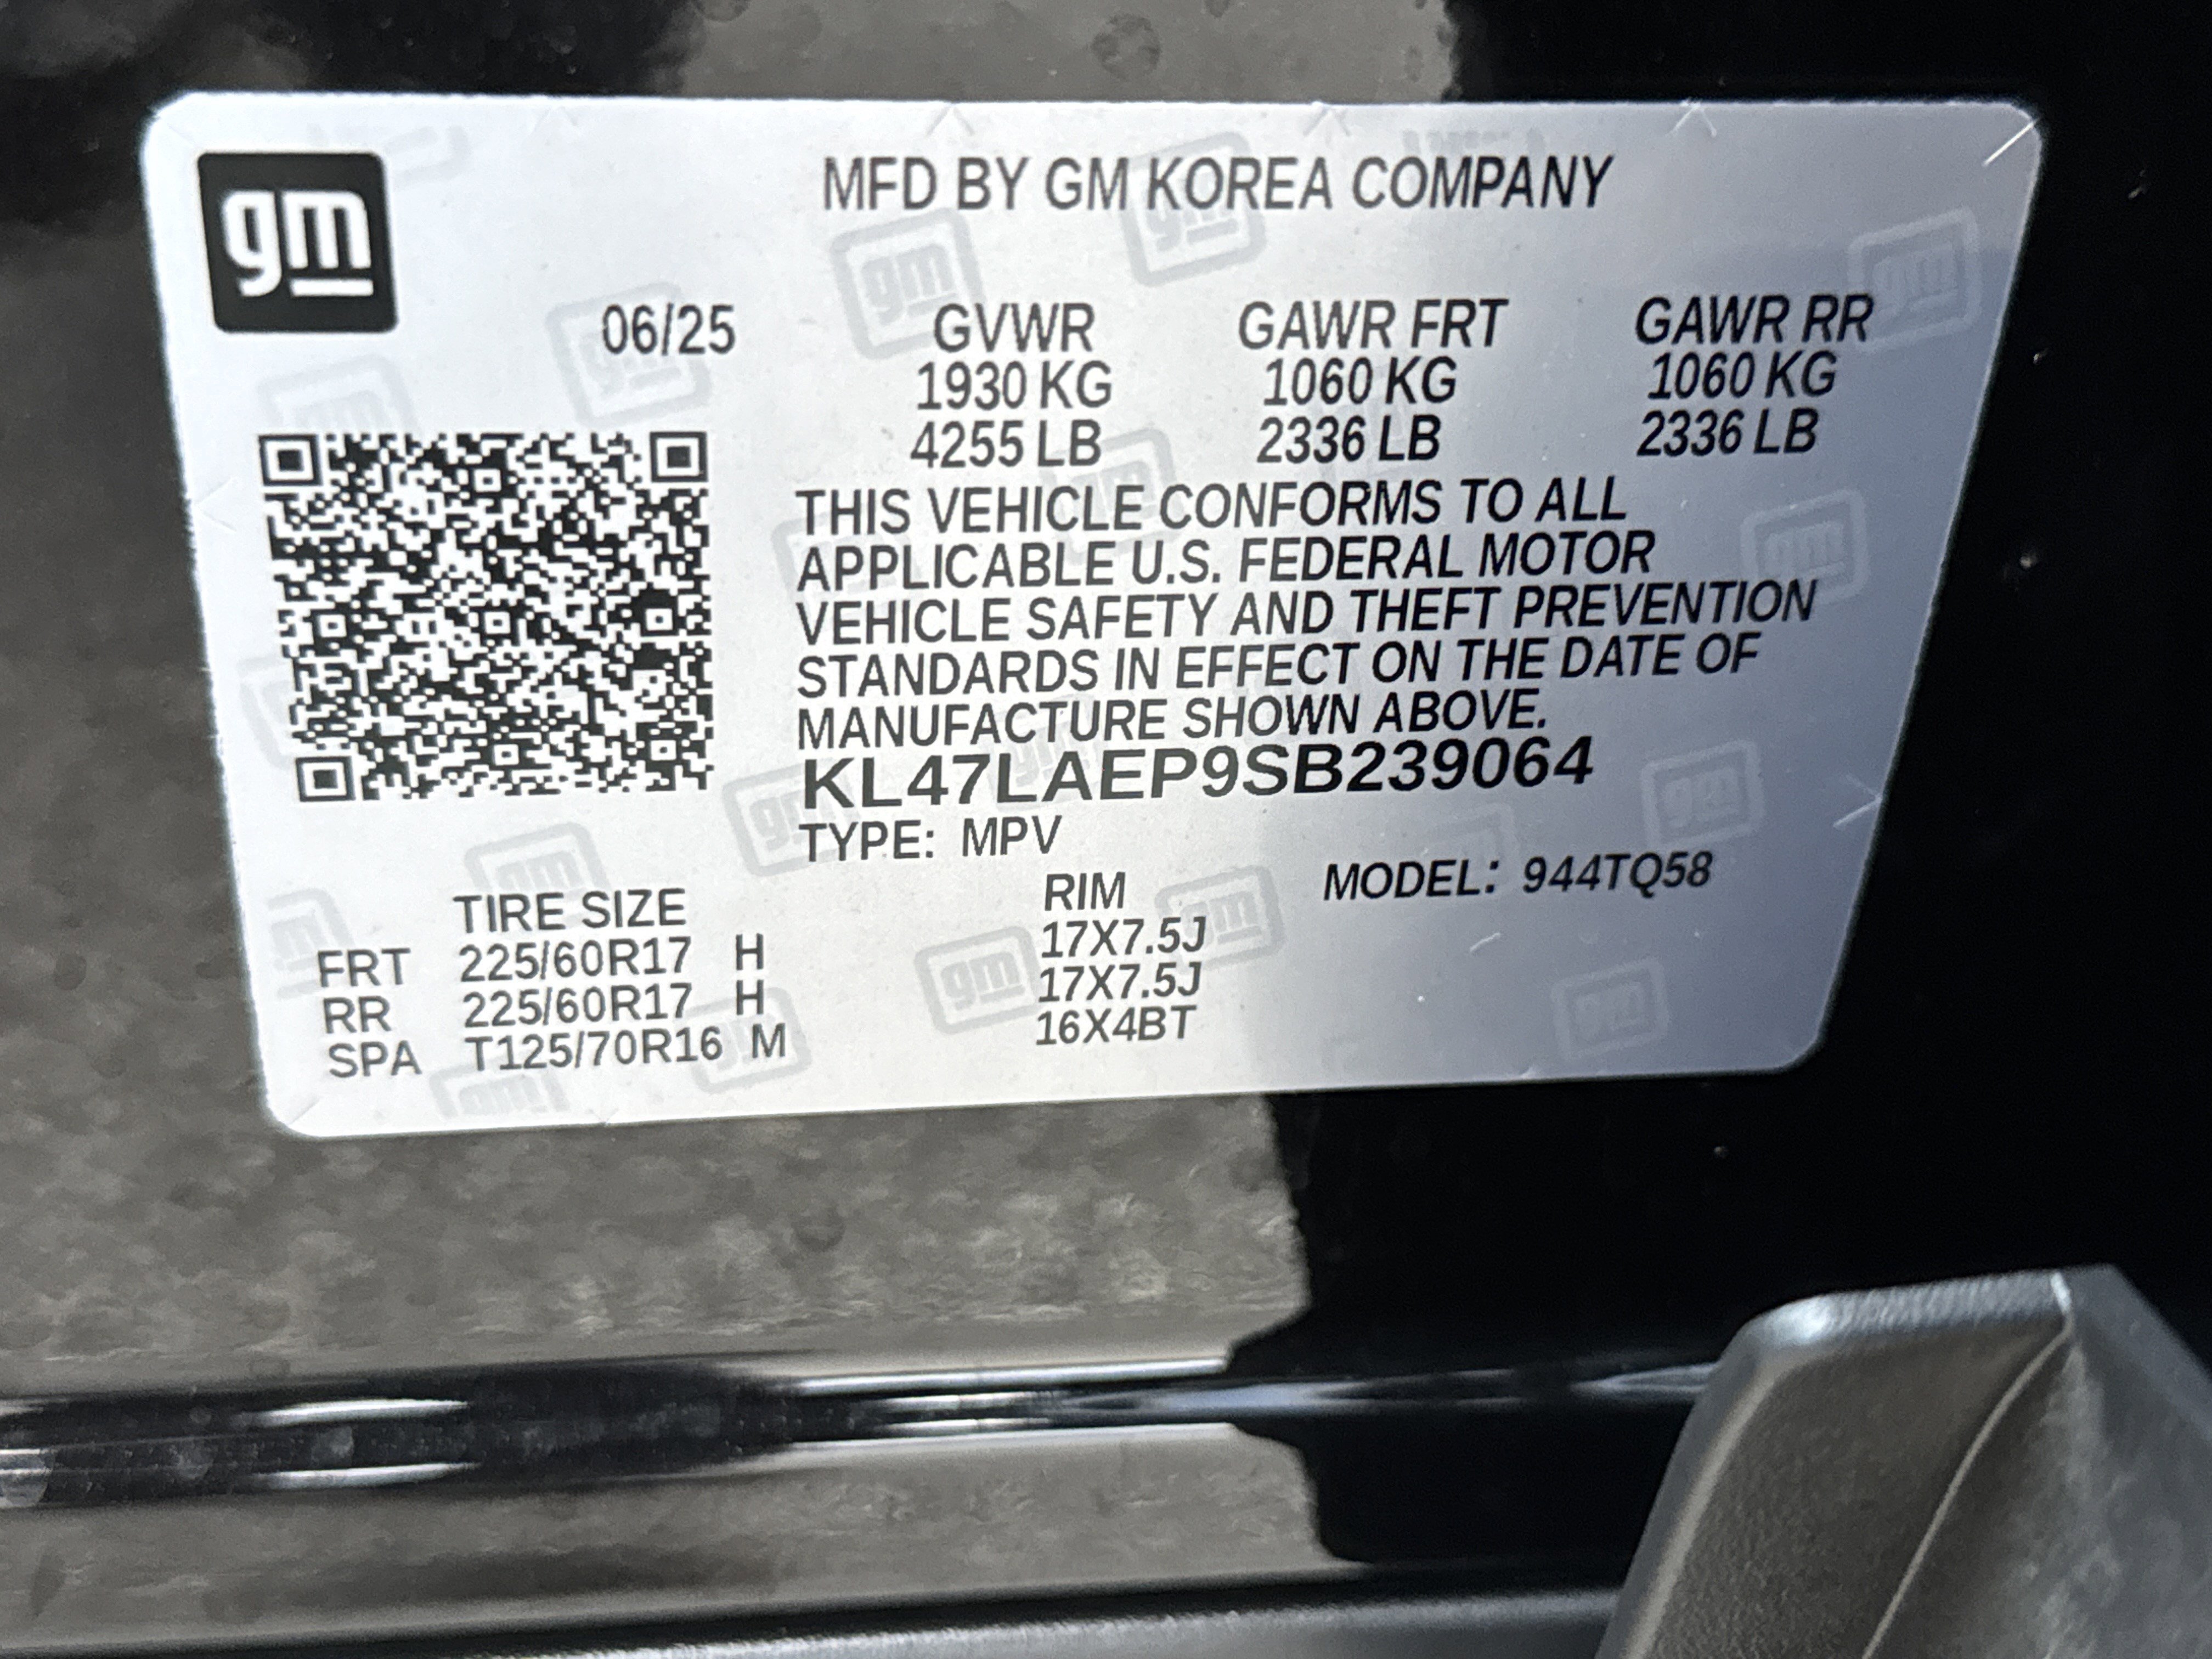 gm
MFD BY GM KOREA COMPANY
06/25 GVWR GAWR FRT GAWR RR
1930 KG 1060 KG 1060 KG
4255 LB 2336 LB 2336 LB
THIS VEHICLE CONFORMS TO ALL
APPLICABLE U.S. FEDERAL MOTOR
VEHICLE SAFETY AND THEFT PREVENTION
STANDARDS IN EFFECT ON THE DATE OF
MANUFACTURE SHOWN ABOVE.
KL47LAEP9SB239064
TYPE: MPV
MODEL: 944TQ58
TIRE SIZE RIM
FRT 225/60R17 H 17X7.5J
RR 225/60R17 H 17X7.5J
SPA T125/70R16 M 16X4BT